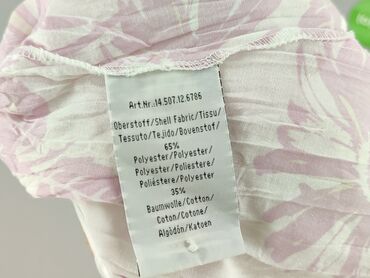 Art.Nr.:14.507.12.6786
Oberstoff/Shell Fabric/Tissu/
Tessuto/Tejido/Bovenstof/
65%
Polyester/Polyester/
Polyester/Poliestere/
Poliéstere/Polyester
35%
Baumwolle/Cotton/
Coton/Cotone/
Algodón/Katoen